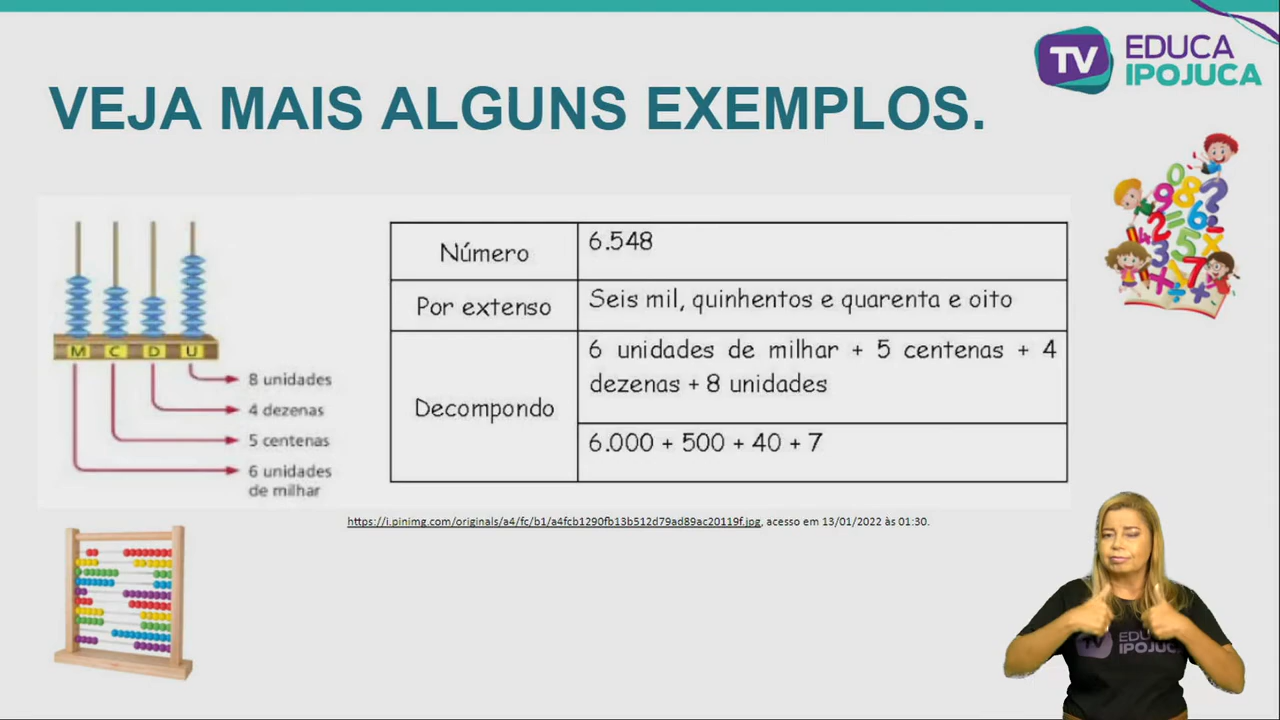 TV EDUCA
IPOJUCA
VEJA MAIS ALGUNS EXEMPLOS.
M C D U
8 unidades
4 dezenas
5 centenas
6 unidades
de milhar
Número
6.548
Por extenso
Seis mil, quinhentos e quarenta e oito
Decompondo
6 unidades de milhar + 5 centenas + 4
dezenas + 8 unidades
6.000 + 500 + 40 + 7
https://i.pinimg.com/originals/a4/fc/b1/a4fcb1290fb13b512d79ad89ac20119f.jpg, acesso em 13/01/2022 às 01:30.